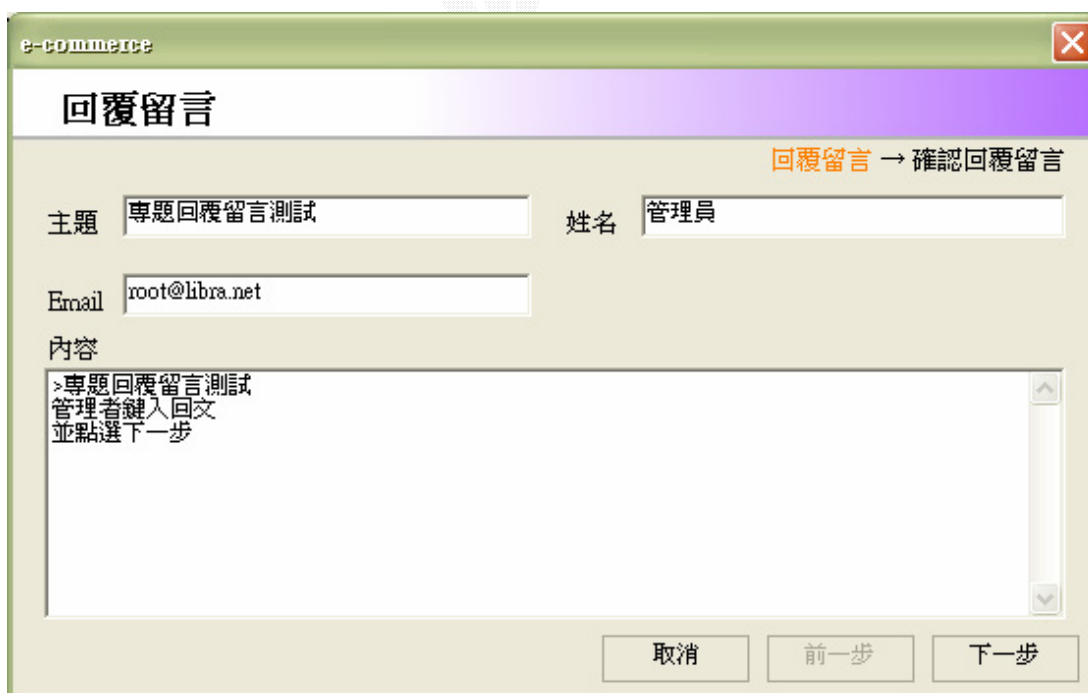 e-commerce
回覆留言
回覆留言 → 確認回覆留言
主題 專題回覆留言測試 姓名 管理員
Email root@libra.net
內容
>專題回覆留言測試
管理者鍵入回文
並點選下一步
取消 前一步 下一步